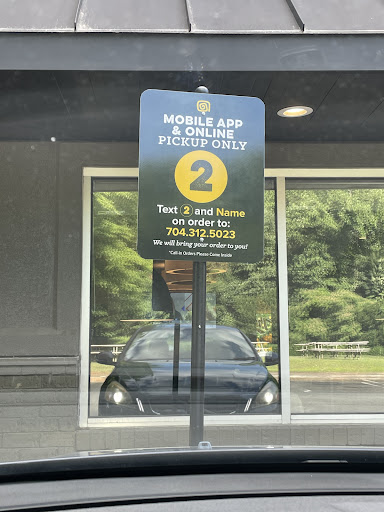 MOBILE APP
& ONLINE
PICKUP ONLY
2
Text 2 and Name
on order to:
704.312.5023
We will bring your order to you!
*Call-in Orders Please Come Inside